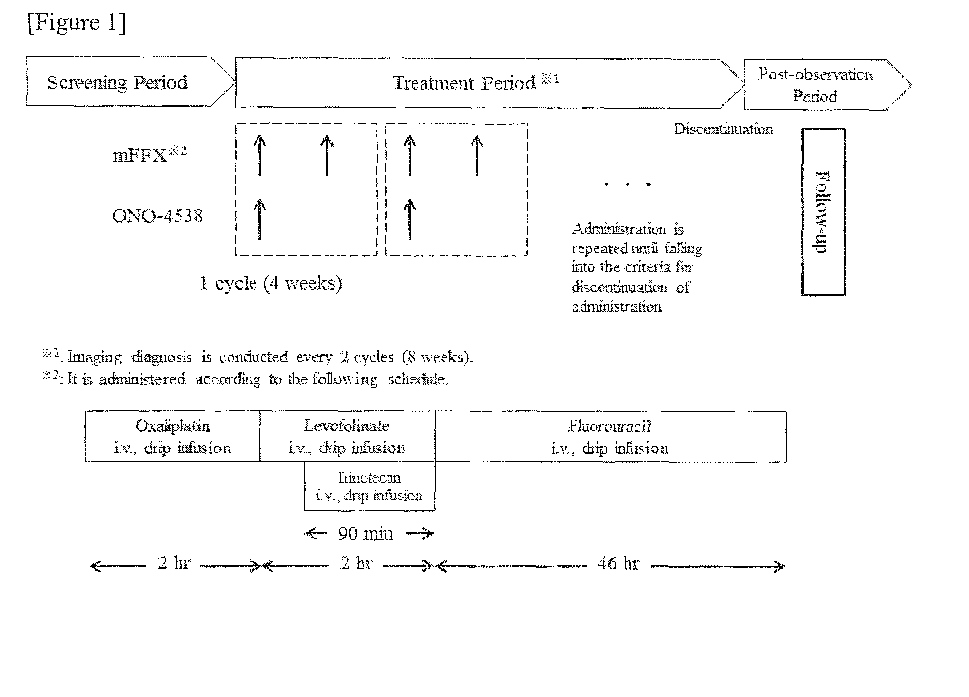 [Figure 1]
Screening Period
Treatment Period ※1
Post-observation
Period
Discontinuation
mFFX※2
ONO-4538
. . .
Follow-up
Administration is
repeated until falling
into the criteria for
discontinuation of
administration
1 cycle (4 weeks)
※1: Imaging diagnosis is conducted every 2 cycles (8 weeks).
※2: It is administered according to the following schedule.
Oxaliplatin
i.v., drip infusion
Levofolinate
i.v., drip infusion
Fluorouracil
i.v., drip infusion
Irinotecan
i.v., drip infusion
90 min
2 hr
2 hr
46 hr